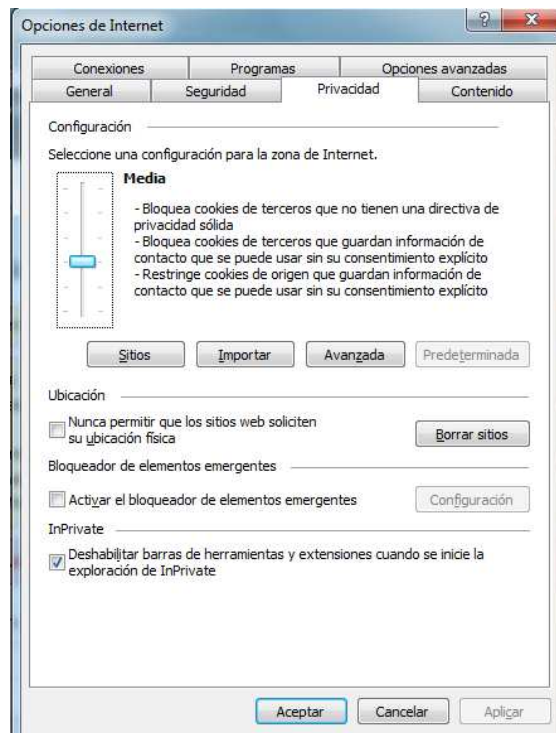 Opciones de Internet
Conexiones Programas Opciones avanzadas
General Seguridad Privacidad Contenido
Configuración
Seleccione una configuración para la zona de Internet.
Media
- Bloquea cookies de terceros que no tienen una directiva de
privacidad sólida
- Bloquea cookies de terceros que guardan información de
contacto que se puede usar sin su consentimiento explícito
- Restringe cookies de origen que guardan información de
contacto que se puede usar sin su consentimiento explícito
Sitios Importar Avanzada Predeterminada
Ubicación
Nunca permitir que los sitios web soliciten
su ubicación física
Borrar sitios
Bloqueador de elementos emergentes
Activar el bloqueador de elementos emergentes Configuración
InPrivate
Deshabilitar barras de herramientas y extensiones cuando se inicie la
exploración de InPrivate
Aceptar Cancelar Aplicar